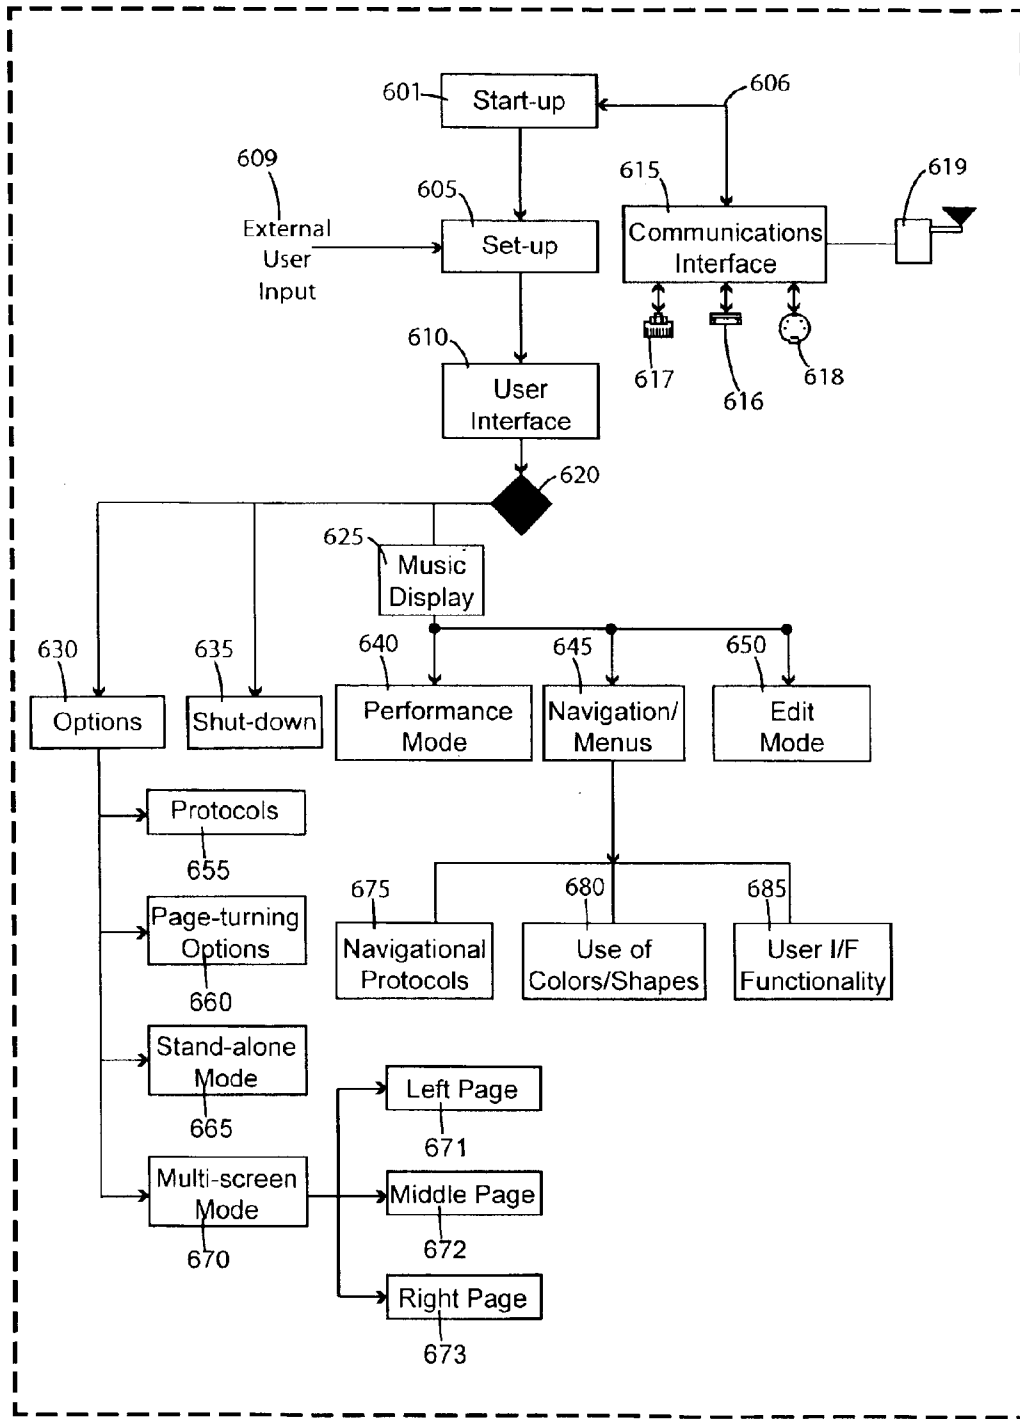 601
Start-up
606
609
605
615
619
External
User
Input
Set-up
Communications
Interface
610
617
616
618
User
Interface
620
625
Music
Display
630
635
640
645
650
Options
Shut-down
Performance
Mode
Navigation/
Menus
Edit
Mode
Protocols
655
675
680
685
Page-turning
Options
660
Navigational
Protocols
Use of
Colors/Shapes
User I/F
Functionality
Stand-alone
Mode
665
Left Page
671
Multi-screen
Mode
670
Middle Page
672
Right Page
673